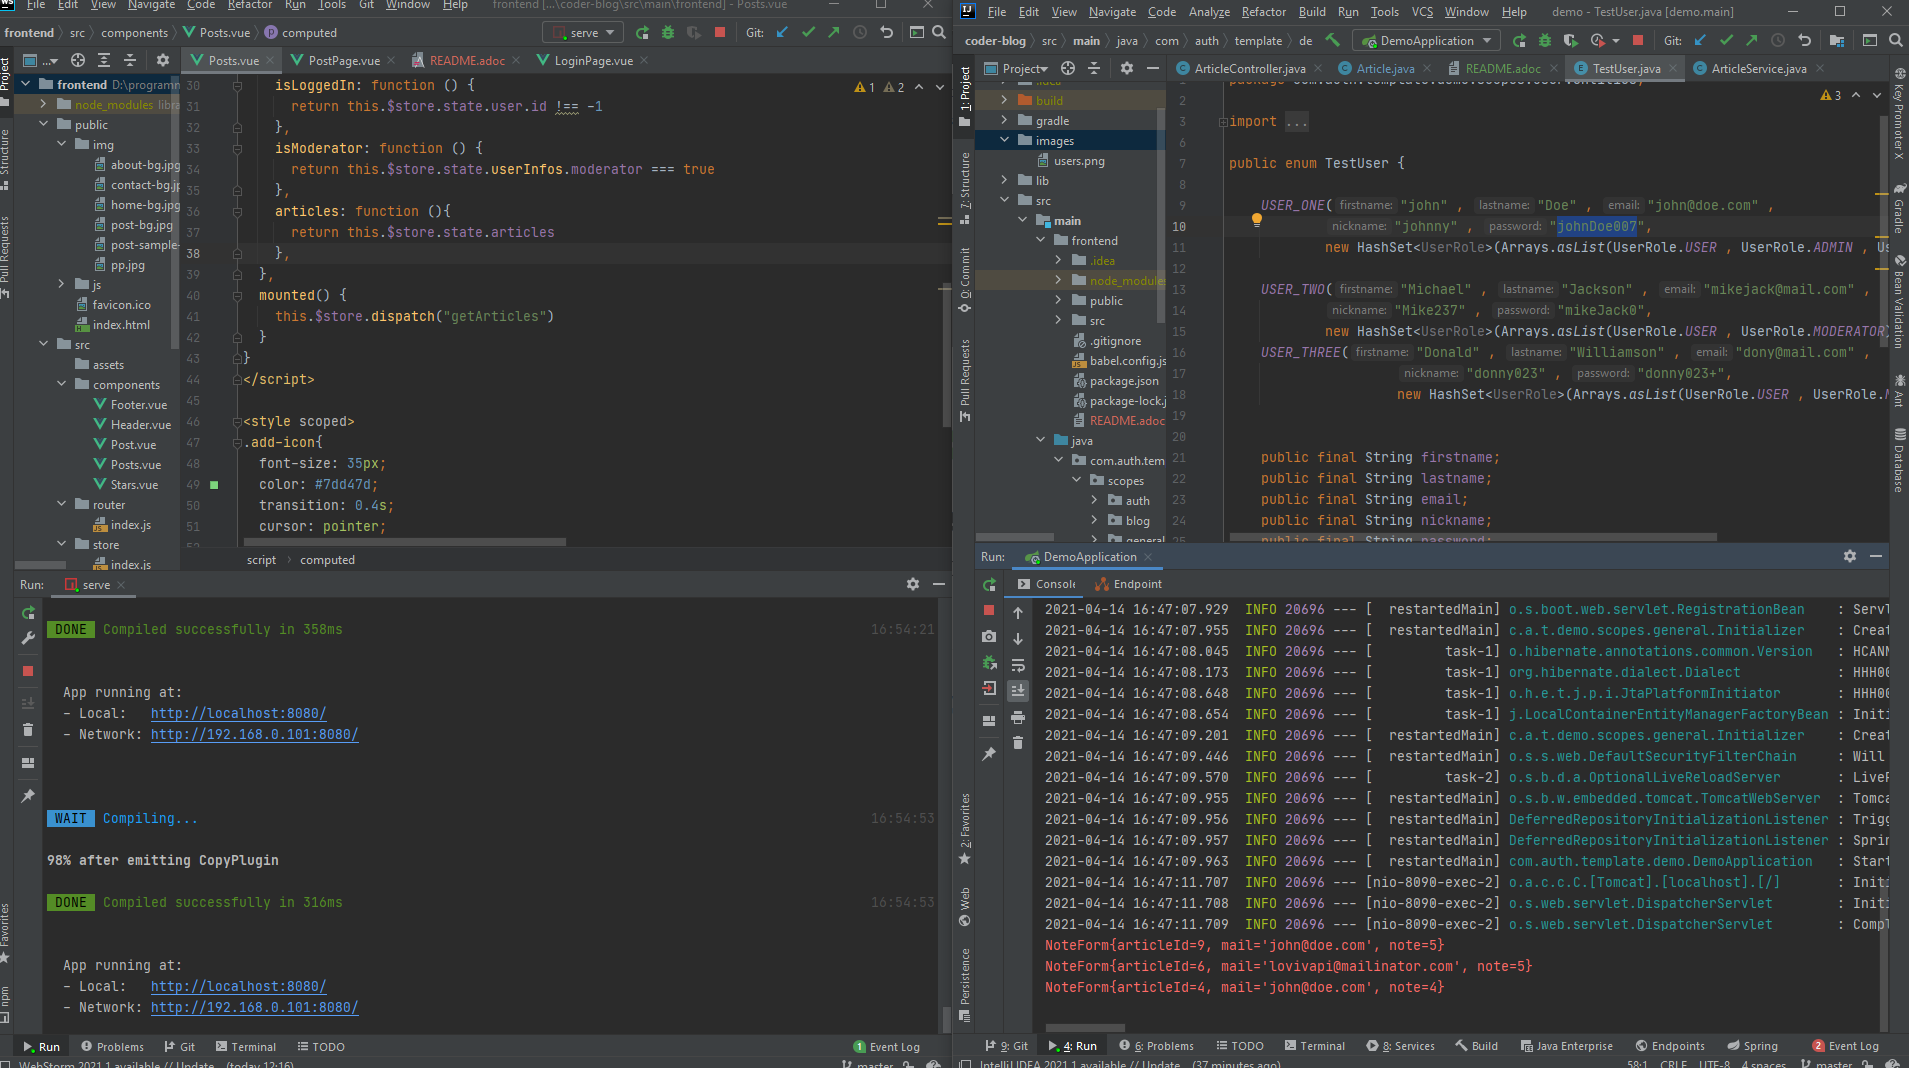 File Edit View Navigate Code Refactor Run Tools Git Window Help frontend [...\coder-blog\src\main\frontend] - Posts.vue
frontend src components Posts.vue computed serve Git:
Project
Structure
Pull Requests
Favorites
npm
Posts.vue PostPage.vue README.adoc LoginPage.vue
frontend D:\programm
node_modules libra
public
img
about-bg.jpg
contact-bg.jp
home-bg.jpg
post-bg.jpg
post-sample-
pp.jpg
js
favicon.ico
index.html
src
assets
components
Footer.vue
Header.vue
Post.vue
Posts.vue
Stars.vue
router
index.js
store
index.js
1 2
30 isLoggedIn: function () {
31 return this.$store.state.user.id !== -1
32 },
33 isModerator: function () {
34 return this.$store.state.userInfos.moderator === true
35 },
36 articles: function (){
37 return this.$store.state.articles
38 },
39 },
40 mounted() {
41 this.$store.dispatch("getArticles")
42 }
43 }
44 </script>
45
46 <style scoped>
47 .add-icon{
48 font-size: 35px;
49 color: #7dd47d;
50 transition: 0.4s;
51 cursor: pointer;
script computed
Run: serve
DONE Compiled successfully in 358ms 16:54:21
App running at:
- Local: http://localhost:8080/
- Network: http://192.168.0.101:8080/
WAIT Compiling... 16:54:53
98% after emitting CopyPlugin
DONE Compiled successfully in 316ms 16:54:53
App running at:
- Local: http://localhost:8080/
- Network: http://192.168.0.101:8080/
Run Problems Git Terminal TODO 1 Event Log
WebStorm 2021.1 available // Update... (today 12:16) master
File Edit View Navigate Code Analyze Refactor Build Run Tools VCS Window Help demo - TestUser.java [demo.main]
coder-blog src main java com auth template de DemoApplication Git:
1: Project
7: Structure
0: Commit
Pull Requests
2: Favorites
Web
Persistence
Project
ArticleController.java Article.java README.adoc TestUser.java ArticleService.java
.idea
build
gradle
images
users.png
lib
src
main
frontend
.idea
node_modules
public
src
.gitignore
babel.config.js
package.json
package-lock.j
README.adoc
java
com.auth.tem
scopes
auth
blog
general
3
2
3 import ...
6
7 public enum TestUser {
8
9 USER_ONE( firstname: "john" , lastname: "Doe" , email: "john@doe.com" ,
10 nickname: "johnny" , password: "johnDoe007",
11 new HashSet<UserRole>(Arrays.asList(UserRole.USER , UserRole.ADMIN , Us
12
13 USER_TWO( firstname: "Michael" , lastname: "Jackson" , email: "mikejack@mail.com" ,
14 nickname: "Mike237" , password: "mikeJack0",
15 new HashSet<UserRole>(Arrays.asList(UserRole.USER , UserRole.MODERATOR)
16 USER_THREE( firstname: "Donald" , lastname: "Williamson" , email: "dony@mail.com" ,
17 nickname: "donny023" , password: "donny023+",
18 new HashSet<UserRole>(Arrays.asList(UserRole.USER , UserRole.M
19
20
21 public final String firstname;
22 public final String lastname;
23 public final String email;
24 public final String nickname;
25 public final String password;
Key Promoter X
Gradle
Bean Validation
Ant
Database
Run: DemoApplication
Console Endpoint
2021-04-14 16:47:07.929 INFO 20696 --- [ restartedMain] o.s.boot.web.servlet.RegistrationBean : Servl
2021-04-14 16:47:07.955 INFO 20696 --- [ restartedMain] c.a.t.demo.scopes.general.Initializer : Creat
2021-04-14 16:47:08.045 INFO 20696 --- [ task-1] o.hibernate.annotations.common.Version : HCANN
2021-04-14 16:47:08.173 INFO 20696 --- [ task-1] org.hibernate.dialect.Dialect : HHH00
2021-04-14 16:47:08.648 INFO 20696 --- [ task-1] o.h.e.t.j.p.i.JtaPlatformInitiator : HHH00
2021-04-14 16:47:08.654 INFO 20696 --- [ task-1] j.LocalContainerEntityManagerFactoryBean : Initi
2021-04-14 16:47:09.201 INFO 20696 --- [ restartedMain] c.a.t.demo.scopes.general.Initializer : Creat
2021-04-14 16:47:09.446 INFO 20696 --- [ restartedMain] o.s.s.web.DefaultSecurityFilterChain : Will
2021-04-14 16:47:09.570 INFO 20696 --- [ task-2] o.s.b.d.a.OptionalLiveReloadServer : LiveR
2021-04-14 16:47:09.955 INFO 20696 --- [ restartedMain] o.s.b.w.embedded.tomcat.TomcatWebServer : Tomca
2021-04-14 16:47:09.956 INFO 20696 --- [ restartedMain] DeferredRepositoryInitializationListener : Trigg
2021-04-14 16:47:09.957 INFO 20696 --- [ restartedMain] DeferredRepositoryInitializationListener : Sprin
2021-04-14 16:47:09.963 INFO 20696 --- [ restartedMain] com.auth.template.demo.DemoApplication : Start
2021-04-14 16:47:11.707 INFO 20696 --- [nio-8090-exec-2] o.a.c.c.C.[Tomcat].[localhost].[/] : Initi
2021-04-14 16:47:11.708 INFO 20696 --- [nio-8090-exec-2] o.s.web.servlet.DispatcherServlet : Initi
2021-04-14 16:47:11.709 INFO 20696 --- [nio-8090-exec-2] o.s.web.servlet.DispatcherServlet : Compl
NoteForm{articleId=9, mail='john@doe.com', note=5}
NoteForm{articleId=6, mail='lovivapi@mailinator.com', note=5}
NoteForm{articleId=4, mail='john@doe.com', note=4}
9: Git 4: Run 6: Problems TODO Terminal 8: Services Build Java Enterprise Endpoints Spring 2 Event Log
IntelliJ IDEA 2021.1 available // Update... (37 minutes ago) 58:1 CRLF UTF-8 4 spaces master